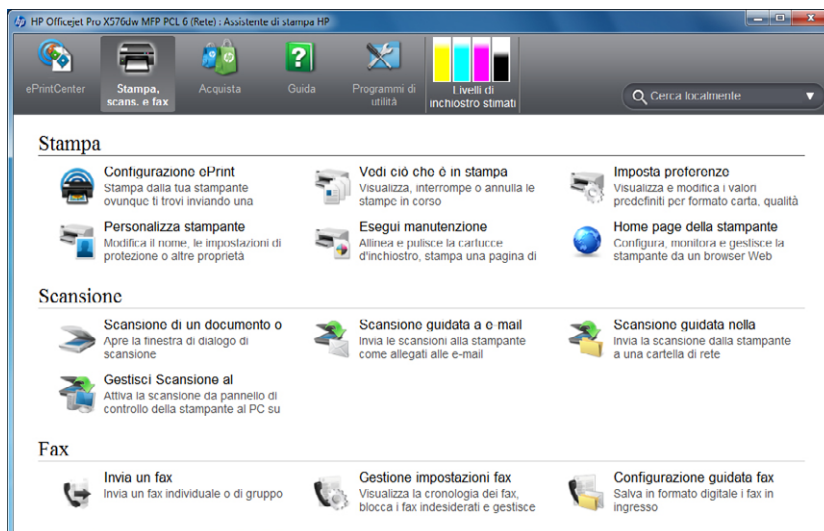 HP Officejet Pro X576dw MFP PCL 6 (Rete) : Assistente di stampa HP
ePrintCenter
Stampa,
scans. e fax
Acquista
Guida
Programmi di
utilità
Livelli di
inchiostro stimati
Cerca localmente
Stampa
Configurazione ePrint
Stampa dalla tua stampante
ovunque ti trovi inviando una
Vedi ciò che è in stampa
Visualizza, interrompe o annulla le
stampe in corso
Imposta preferenze
Visualizza e modifica i valori
predefiniti per formato carta, qualità
Personalizza stampante
Modifica il nome, le impostazioni di
protezione o altre proprietà
Esegui manutenzione
Allinea e pulisce la cartucce
d'inchiostro, stampa una pagina di
Home page della stampante
Configura, monitora e gestisce la
stampante da un browser Web
Scansione
Scansione di un documento o
Apre la finestra di dialogo di
scansione
Scansione guidata a e-mail
Invia le scansioni alla stampante
come allegati alle e-mail
Scansione guidata nella
Invia la scansione dalla stampante
a una cartella di rete
Gestisci Scansione al
Attiva la scansione da pannello di
controllo della stampante al PC su
Fax
Invia un fax
Invia un fax individuale o di gruppo
Gestione impostazioni fax
Visualizza la cronologia dei fax,
blocca i fax indesiderati e gestisce
Configurazione guidata fax
Salva in formato digitale i fax in
ingresso